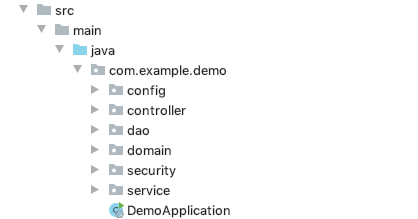 src
main
java
com.example.demo
config
controller
dao
domain
security
service
DemoApplication